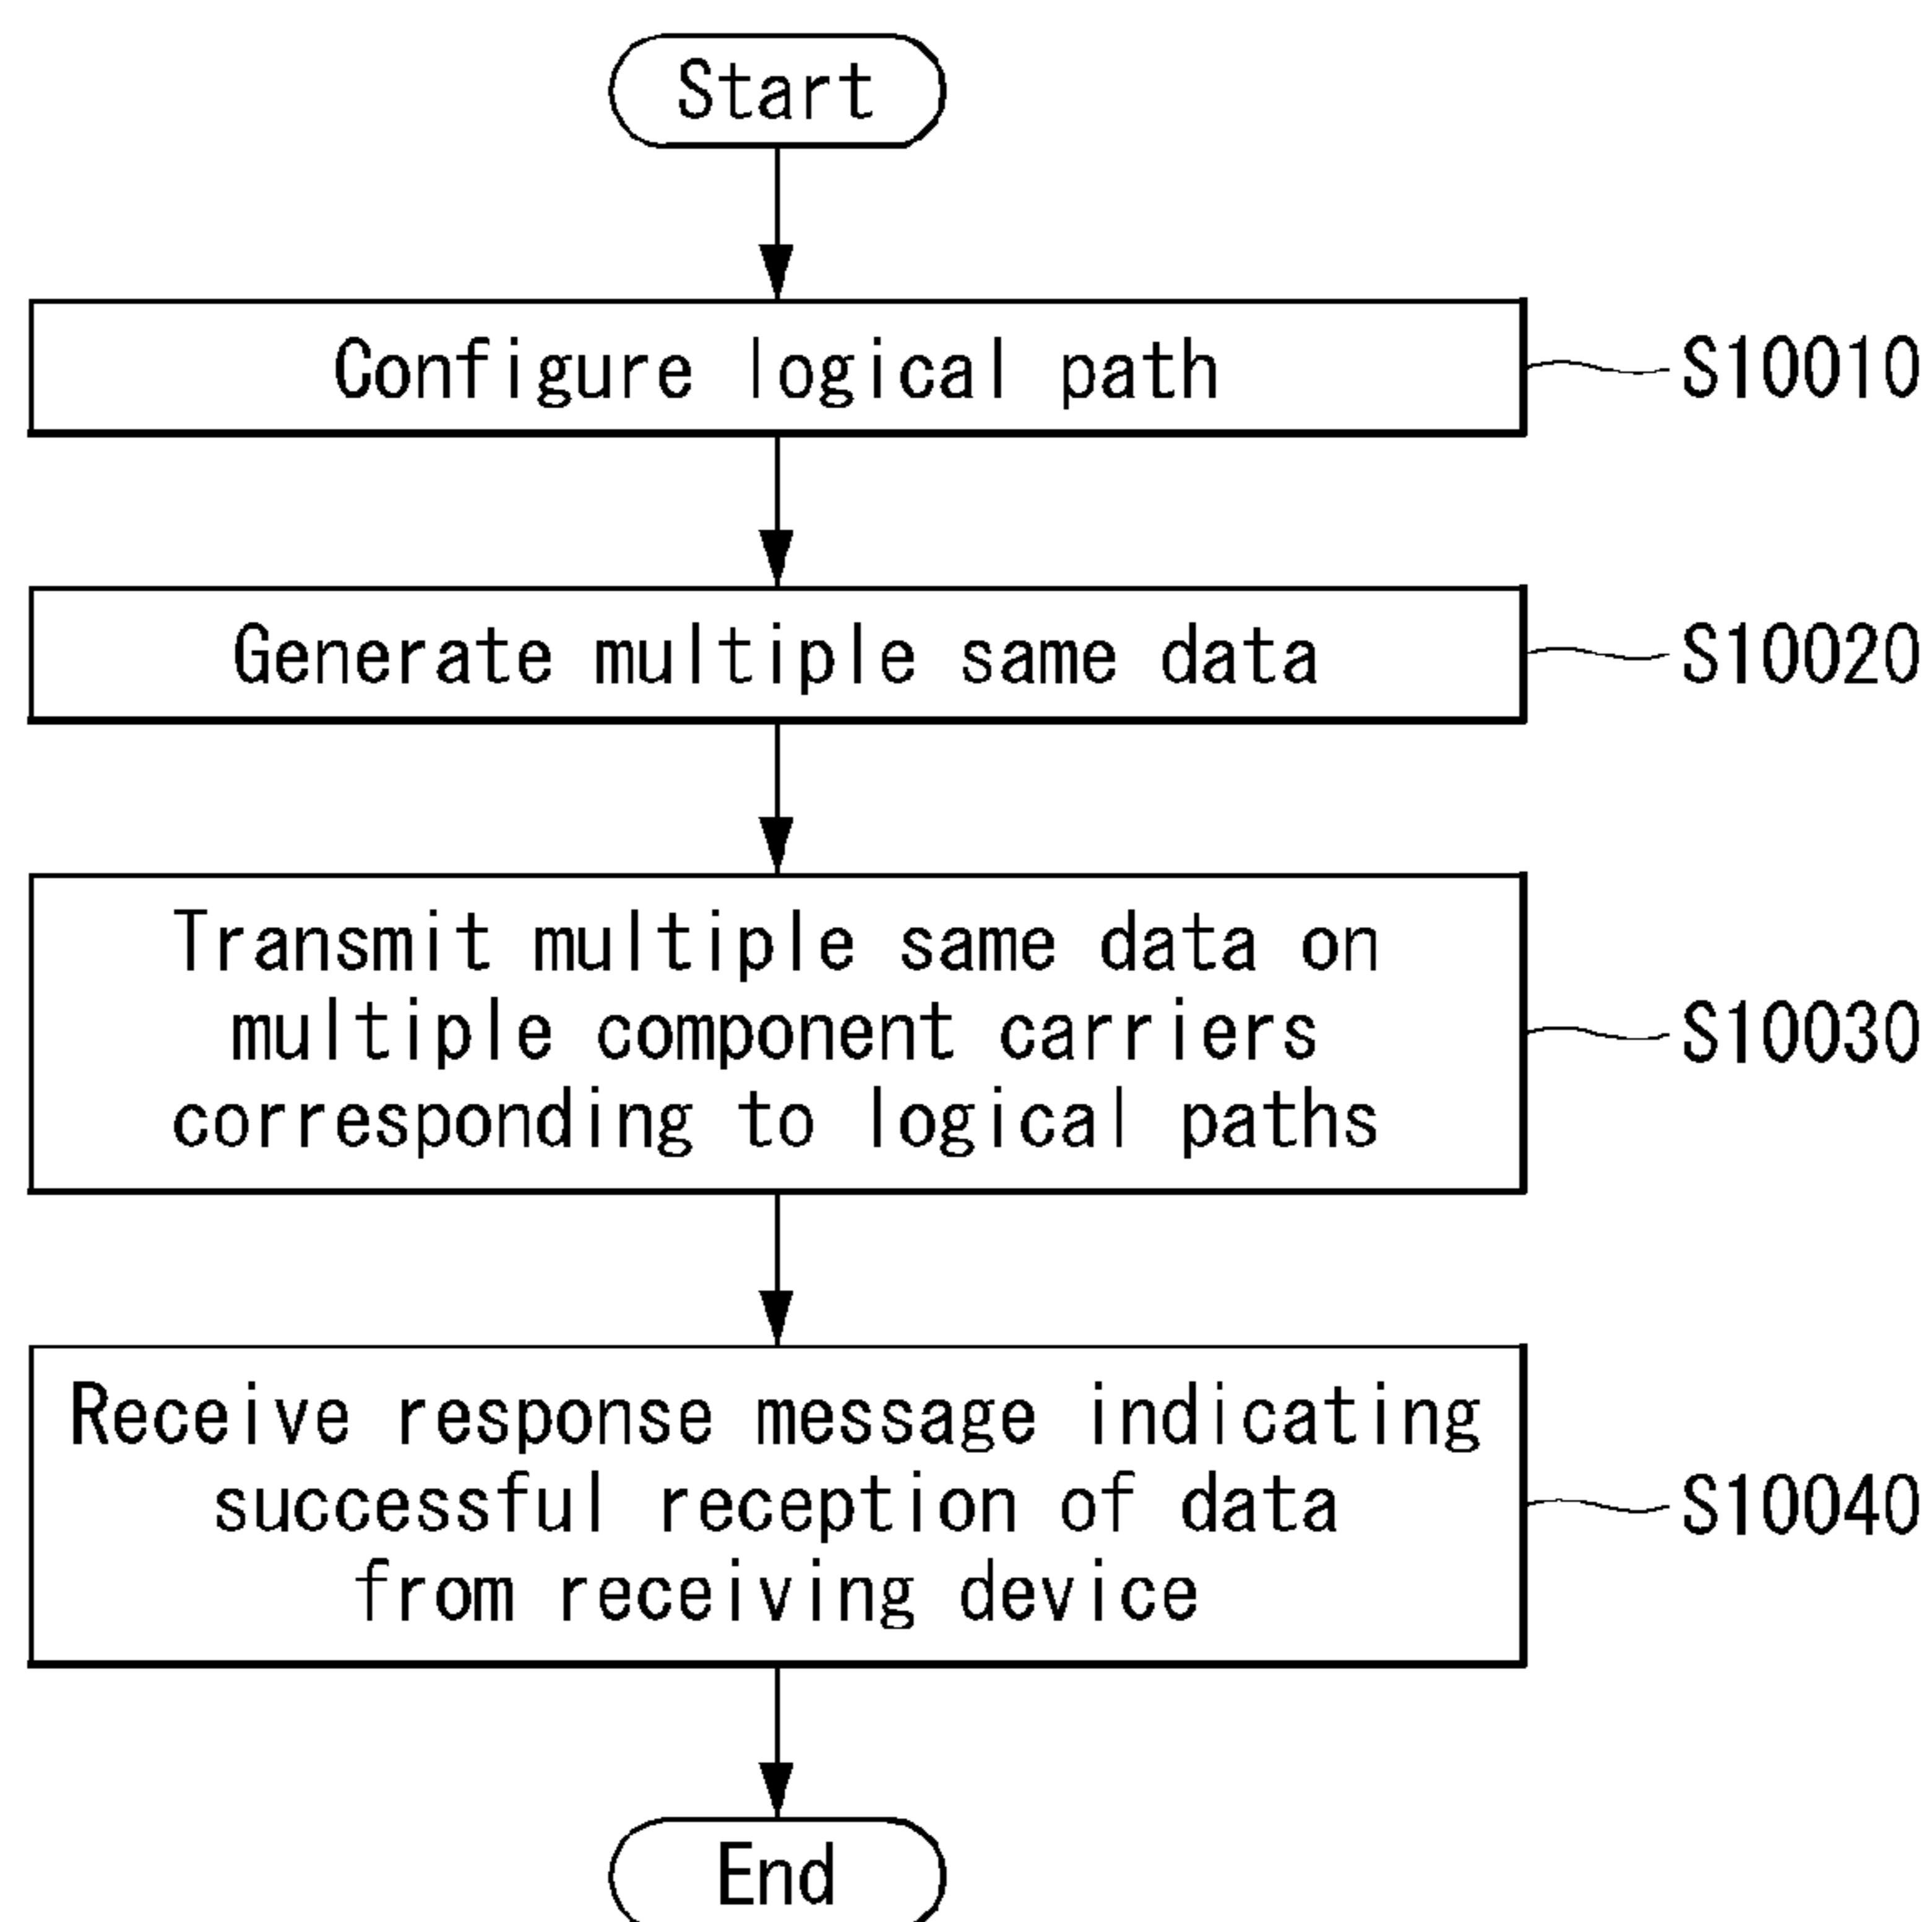 Start
Configure logical path
S10010
Generate multiple same data
S10020
Transmit multiple same data on
multiple component carriers
corresponding to logical paths
S10030
Receive response message indicating
successful reception of data
from receiving device
S10040
End